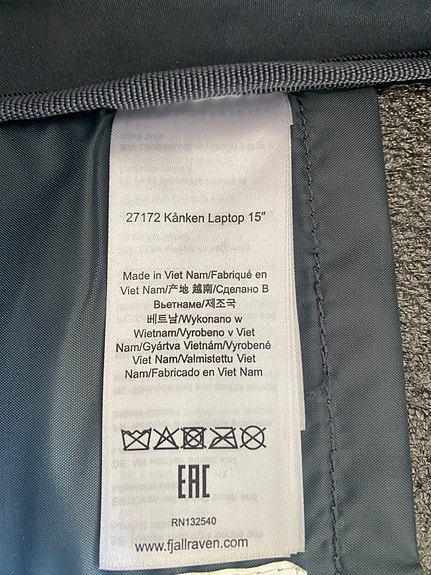 27172 Kånken Laptop 15"
Made in Viet Nam/Fabriqué en
Viet Nam/产地 越南/Сделано В
Вьетнаме/제조국
베트남/Wykonano w
Wietnam/Vyrobeno v Viet
Nam/Gyártva Vietnám/Vyrobené
Viet Nam/Valmistettu Viet
Nam/Fabricado en Viet Nam
EAC
RN132540
www.fjallraven.com